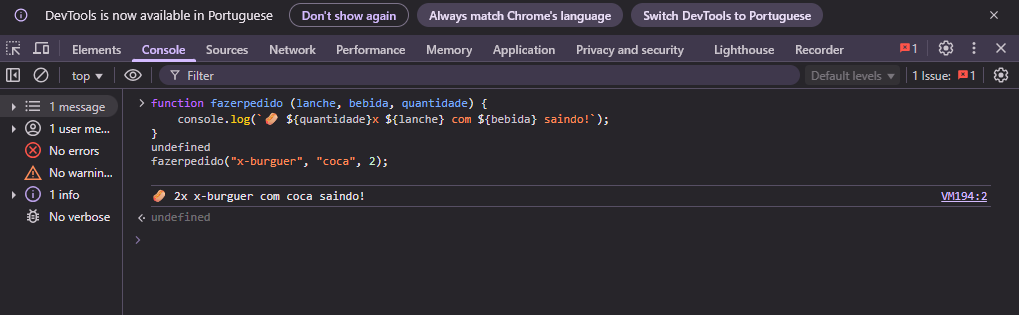 DevTools is now available in Portuguese Don't show again Always match Chrome's language Switch DevTools to Portuguese
Elements Console Sources Network Performance Memory Application Privacy and security Lighthouse Recorder 1
top Filter Default levels 1 Issue: 1
1 message
1 user me...
No errors
No warnin...
1 info
No verbose
function fazerpedido (lanche, bebida, quantidade) {
console.log(`🥪 ${quantidade}x ${lanche} com ${bebida} saindo!`);
}
undefined
fazerpedido("x-burguer", "coca", 2);
🥪 2x x-burguer com coca saindo! VM194:2
undefined